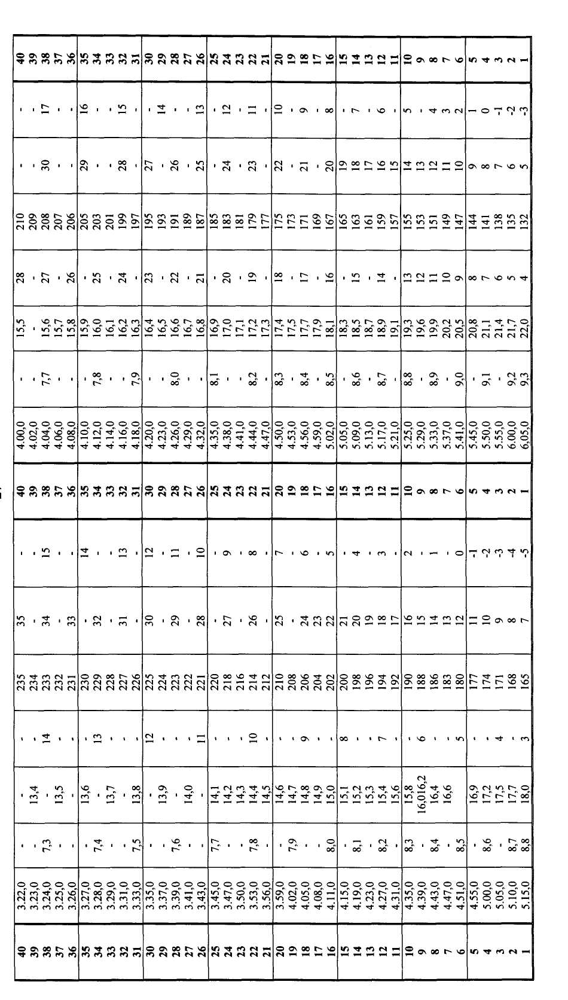 40 3.22,0 - - - 235 35 - 40 4.00,0 - 15,5 28 210 - - 40
39 3.23,0 - 13,4 - 234 - - 39 4.02,0 - - - 209 - - 39
38 3.24,0 7,3 - 14 233 34 15 38 4.04,0 7,7 15,6 27 208 30 17 38
37 3.25,0 - 13,5 - 232 - - 37 4.06,0 - 15,7 - 207 - - 37
36 3.26,0 - - - 231 33 - 36 4.08,0 - 15,8 26 206 - - 36
35 3.27,0 - 13,6 - 230 - 14 35 4.10,0 - 15,9 - 205 29 16 35
34 3.28,0 7,4 - 13 229 32 - 34 4.12,0 7,8 16,0 25 203 - - 34
33 3.29,0 - 13,7 - 228 - - 33 4.14,0 - 16,1 - 201 - - 33
32 3.31,0 - - - 227 31 13 32 4.16,0 - 16,2 24 199 28 15 32
31 3.33,0 7,5 13,8 - 226 - - 31 4.18,0 7,9 16,3 - 197 - - 31
30 3.35,0 - - 12 225 30 12 30 4.20,0 - 16,4 23 195 27 - 30
29 3.37,0 - 13,9 - 224 - - 29 4.23,0 - 16,5 - 193 - 14 29
28 3.39,0 7,6 - - 223 29 11 28 4.26,0 8,0 16,6 22 191 26 - 28
27 3.41,0 - 14,0 - 222 - - 27 4.29,0 - 16,7 - 189 - - 27
26 3.43,0 - - 11 221 28 10 26 4.32,0 - 16,8 21 187 25 13 26
25 3.45,0 7,7 14,1 - 220 - - 25 4.35,0 8,1 16,9 - 185 - - 25
24 3.47,0 - 14,2 - 218 27 9 24 4.38,0 - 17,0 20 183 24 12 24
23 3.50,0 - 14,3 - 216 - - 23 4.41,0 - 17,1 - 181 - - 23
22 3.53,0 7,8 14,4 10 214 26 8 22 4.44,0 8,2 17,2 19 179 23 11 22
21 3.56,0 - 14,5 - 212 - - 21 4.47,0 - 17,3 - 177 - - 21
20 3.59,0 - 14,6 - 210 25 7 20 4.50,0 8,3 17,4 18 175 22 10 20
19 4.02,0 7,9 14,7 - 208 - - 19 4.53,0 - 17,5 - 173 - - 19
18 4.05,0 - 14,8 9 206 24 6 18 4.56,0 8,4 17,7 17 171 21 9 18
17 4.08,0 - 14,9 - 204 23 - 17 4.59,0 - 17,9 - 169 - - 17
16 4.11,0 8,0 15,0 - 202 22 5 16 5.02,0 8,5 18,1 16 167 20 8 16
15 4.15,0 - 15,1 8 200 21 - 15 5.05,0 - 18,3 - 165 19 - 15
14 4.19,0 8,1 15,2 - 198 20 4 14 5.09,0 8,6 18,5 15 163 18 7 14
13 4.23,0 - 15,3 - 196 19 - 13 5.13,0 - 18,7 - 161 17 - 13
12 4.27,0 8,2 15,4 7 194 18 3 12 5.17,0 8,7 18,9 14 159 16 6 12
11 4.31,0 - 15,6 - 192 17 - 11 5.21,0 - 19,1 - 157 15 - 11
10 4.35,0 8,3 15,8 - 190 16 2 10 5.25,0 8,8 19,3 13 155 14 5 10
9 4.39,0 - 16,016,2 6 188 15 - 9 5.29,0 - 19,6 12 153 13 - 9
8 4.43,0 8,4 16,4 - 186 14 1 8 5.33,0 8,9 19,9 11 151 12 4 8
7 4.47,0 - 16,6 - 183 13 - 7 5.37,0 - 20,2 10 149 11 3 7
6 4.51,0 8,5 5 180 12 0 6 5.41,0 9,0 20,5 9 147 10 2 6
5 4.55,0 - 16,9 - 177 11 -1 5 5.45,0 - 20,8 8 144 9 1 5
4 5.00,0 8,6 17,2 - 174 10 -2 4 5.50,0 9,1 21,1 7 141 8 0 4
3 5.05,0 - 17,5 4 171 9 -3 3 5.55,0 - 21,4 6 138 7 -1 3
2 5.10,0 8,7 17,7 - 168 8 -4 2 6.00,0 9,2 21,7 5 135 6 -2 2
1 5.15,0 8,8 18,0 3 165 7 -5 1 6,05,0 9,3 22,0 4 132 5 -3 1